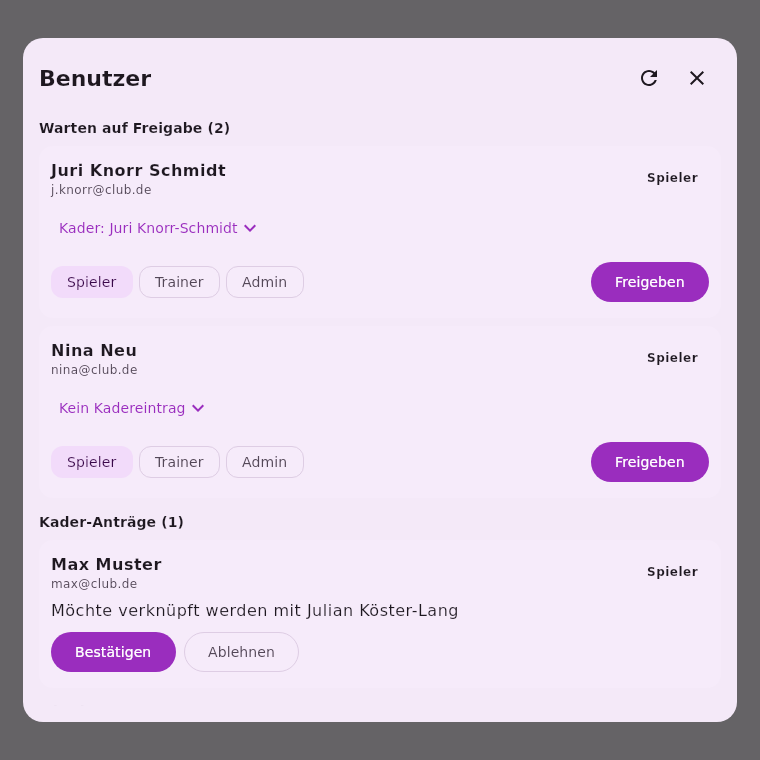 Benutzer
Warten auf Freigabe (2)
Juri Knorr Schmidt
Spieler
j.knorr@club.de
Kader: Juri Knorr-Schmidt
Spieler Trainer Admin Freigeben
Nina Neu
Spieler
nina@club.de
Kein Kadereintrag
Spieler Trainer Admin Freigeben
Kader-Anträge (1)
Max Muster
Spieler
max@club.de
Möchte verknüpft werden mit Julian Köster-Lang
Bestätigen Ablehnen